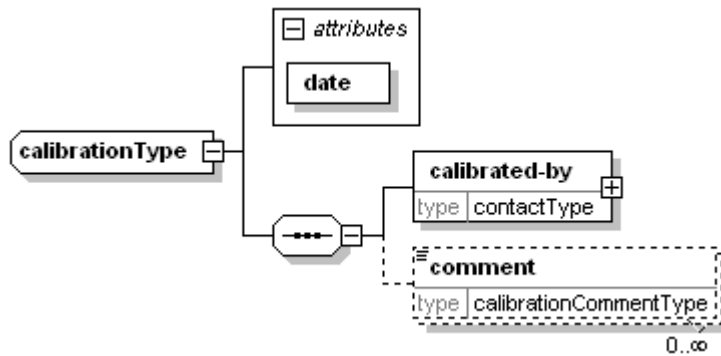 attributes
date
calibrationType
calibrated-by
type contactType
comment
type calibrationCommentType
0..∞